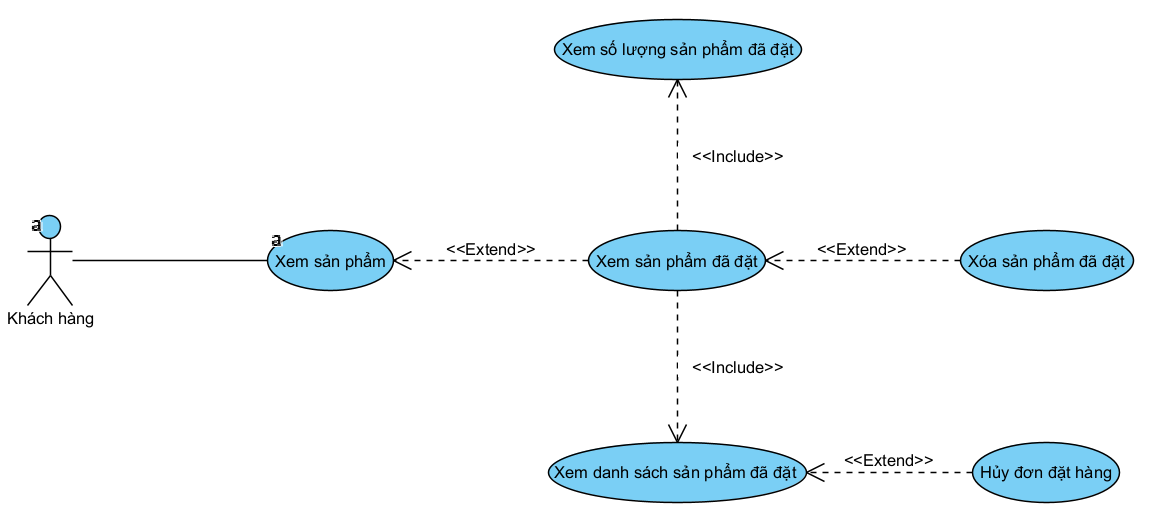 Xem số lượng sản phẩm đã đặt
<<Include>>
a
a
<<Extend>>
<<Extend>>
Xem sản phẩm
Xem sản phẩm đã đặt
Xóa sản phẩm đã đặt
Khách hàng
<<Include>>
<<Extend>>
Xem danh sách sản phẩm đã đặt
Hủy đơn đặt hàng